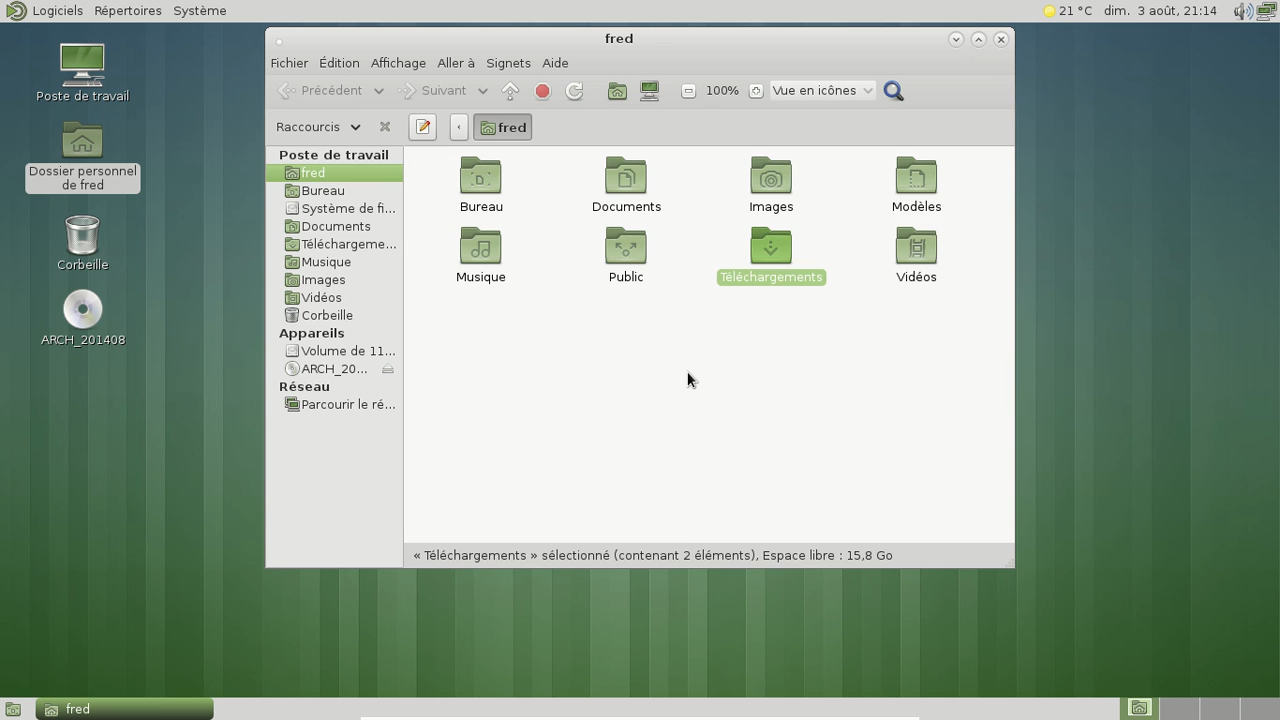 Logiciels Répertoires Système 21 °C dim. 3 août, 21:14
Poste de travail
Dossier personnel
de fred
Corbeille
ARCH_201408
fred
Fichier Édition Affichage Aller à Signets Aide
Précédent Suivant 100% Vue en icônes
Raccourcis fred
Poste de travail
fred
Bureau
Système de fi...
Documents
Téléchargeme...
Musique
Images
Vidéos
Corbeille
Appareils
Volume de 11...
ARCH_20...
Réseau
Parcourir le ré...
Bureau Documents Images Modèles
Musique Public Téléchargements Vidéos
« Téléchargements » sélectionné (contenant 2 éléments), Espace libre : 15,8 Go
fred